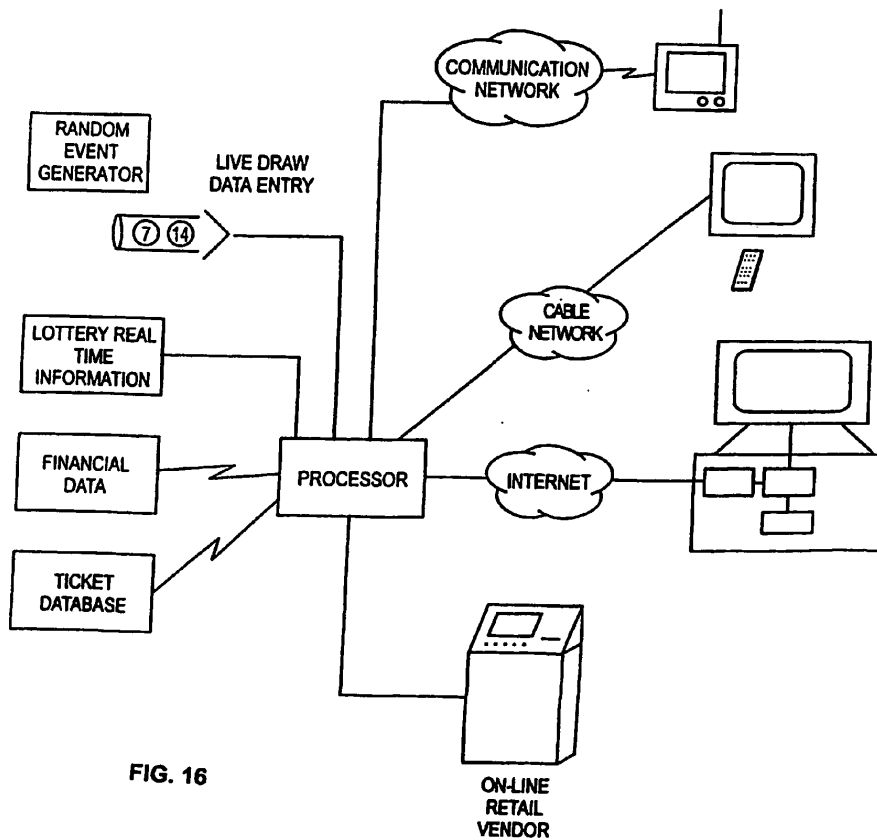 COMMUNICATION
NETWORK
RANDOM
EVENT
GENERATOR
LIVE DRAW
DATA ENTRY
7 14
CABLE
NETWORK
LOTTERY REAL
TIME
INFORMATION
FINANCIAL
DATA
PROCESSOR
INTERNET
TICKET
DATABASE
FIG. 16
ON-LINE
RETAIL
VENDOR